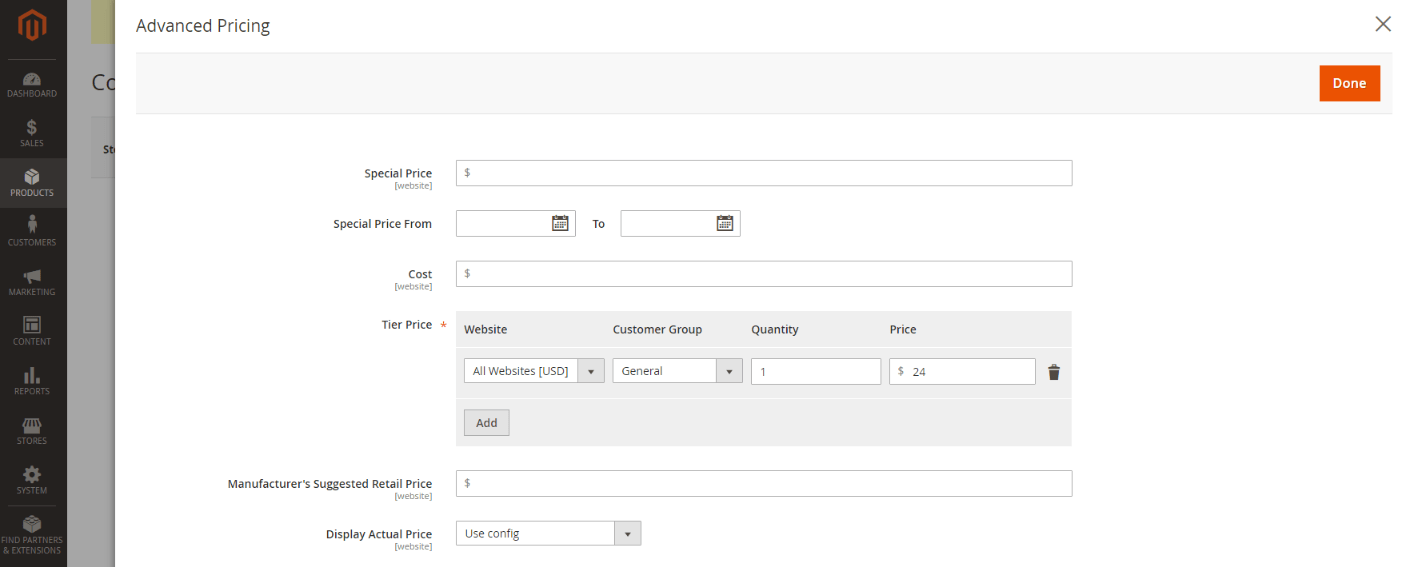 Advanced Pricing
Done
DASHBOARD
SALES
PRODUCTS
CUSTOMERS
MARKETING
CONTENT
REPORTS
STORES
SYSTEM
FIND PARTNERS
& EXTENSIONS
Special Price
[website]
$
Special Price From
To
Cost
[website]
$
Tier Price *
Website Customer Group Quantity Price
All Websites [USD] General 1 $ 24
Add
Manufacturer's Suggested Retail Price
[website]
$
Display Actual Price
[website]
Use config